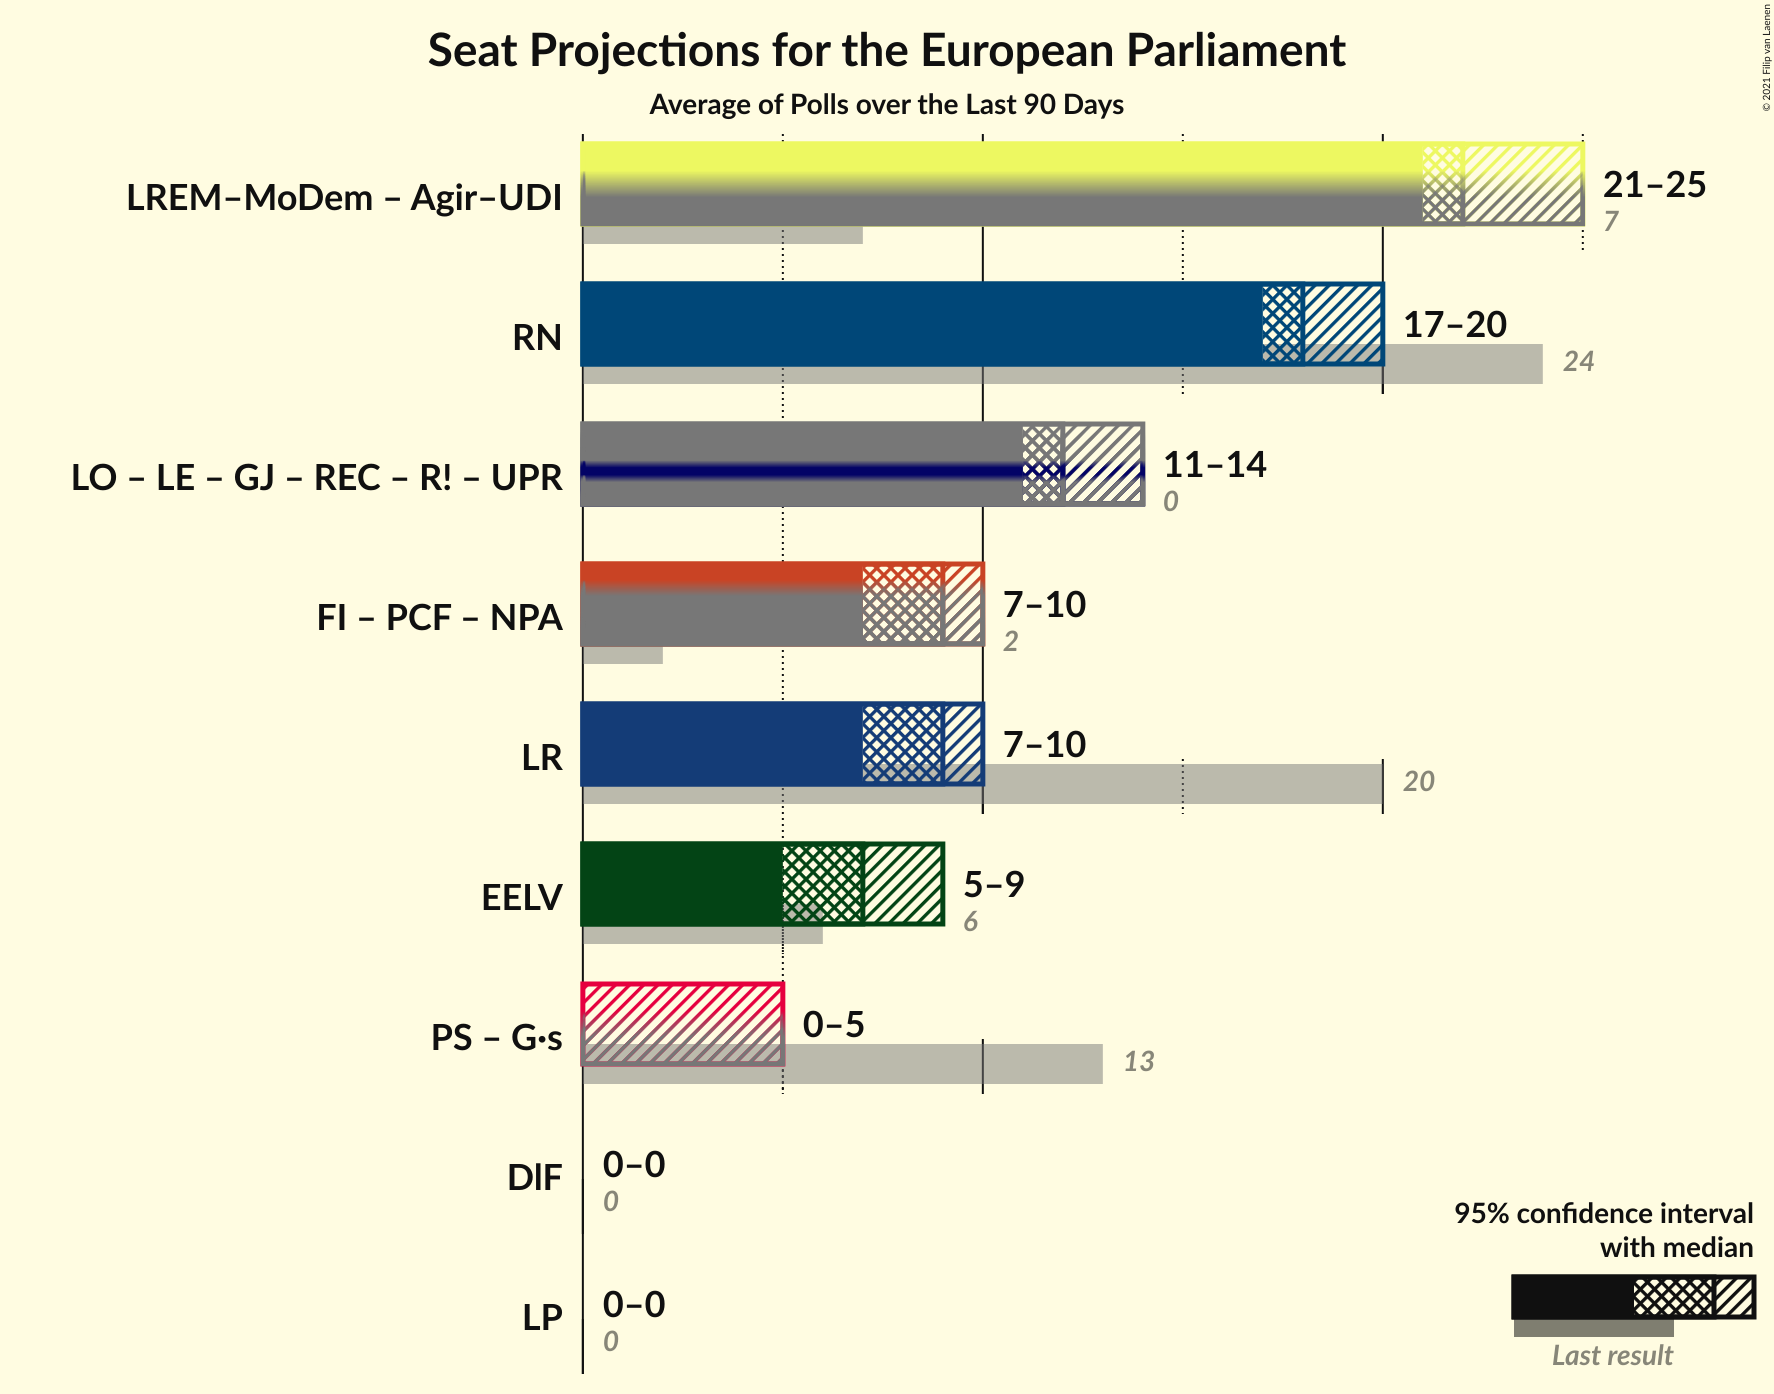 Seat Projections for the European Parliament
Average of Polls over the Last 90 Days
© 2021 Filip van Laenen
LREM–MoDem – Agir–UDI
21–25
7
RN
17–20
24
LO – LE – GJ – REC – R! – UPR
11–14
0
FI – PCF – NPA
7–10
2
LR
7–10
20
EELV
5–9
6
PS – G·s
0–5
13
DIF
0–0
0
LP
0–0
0
95% confidence interval
with median
Last result